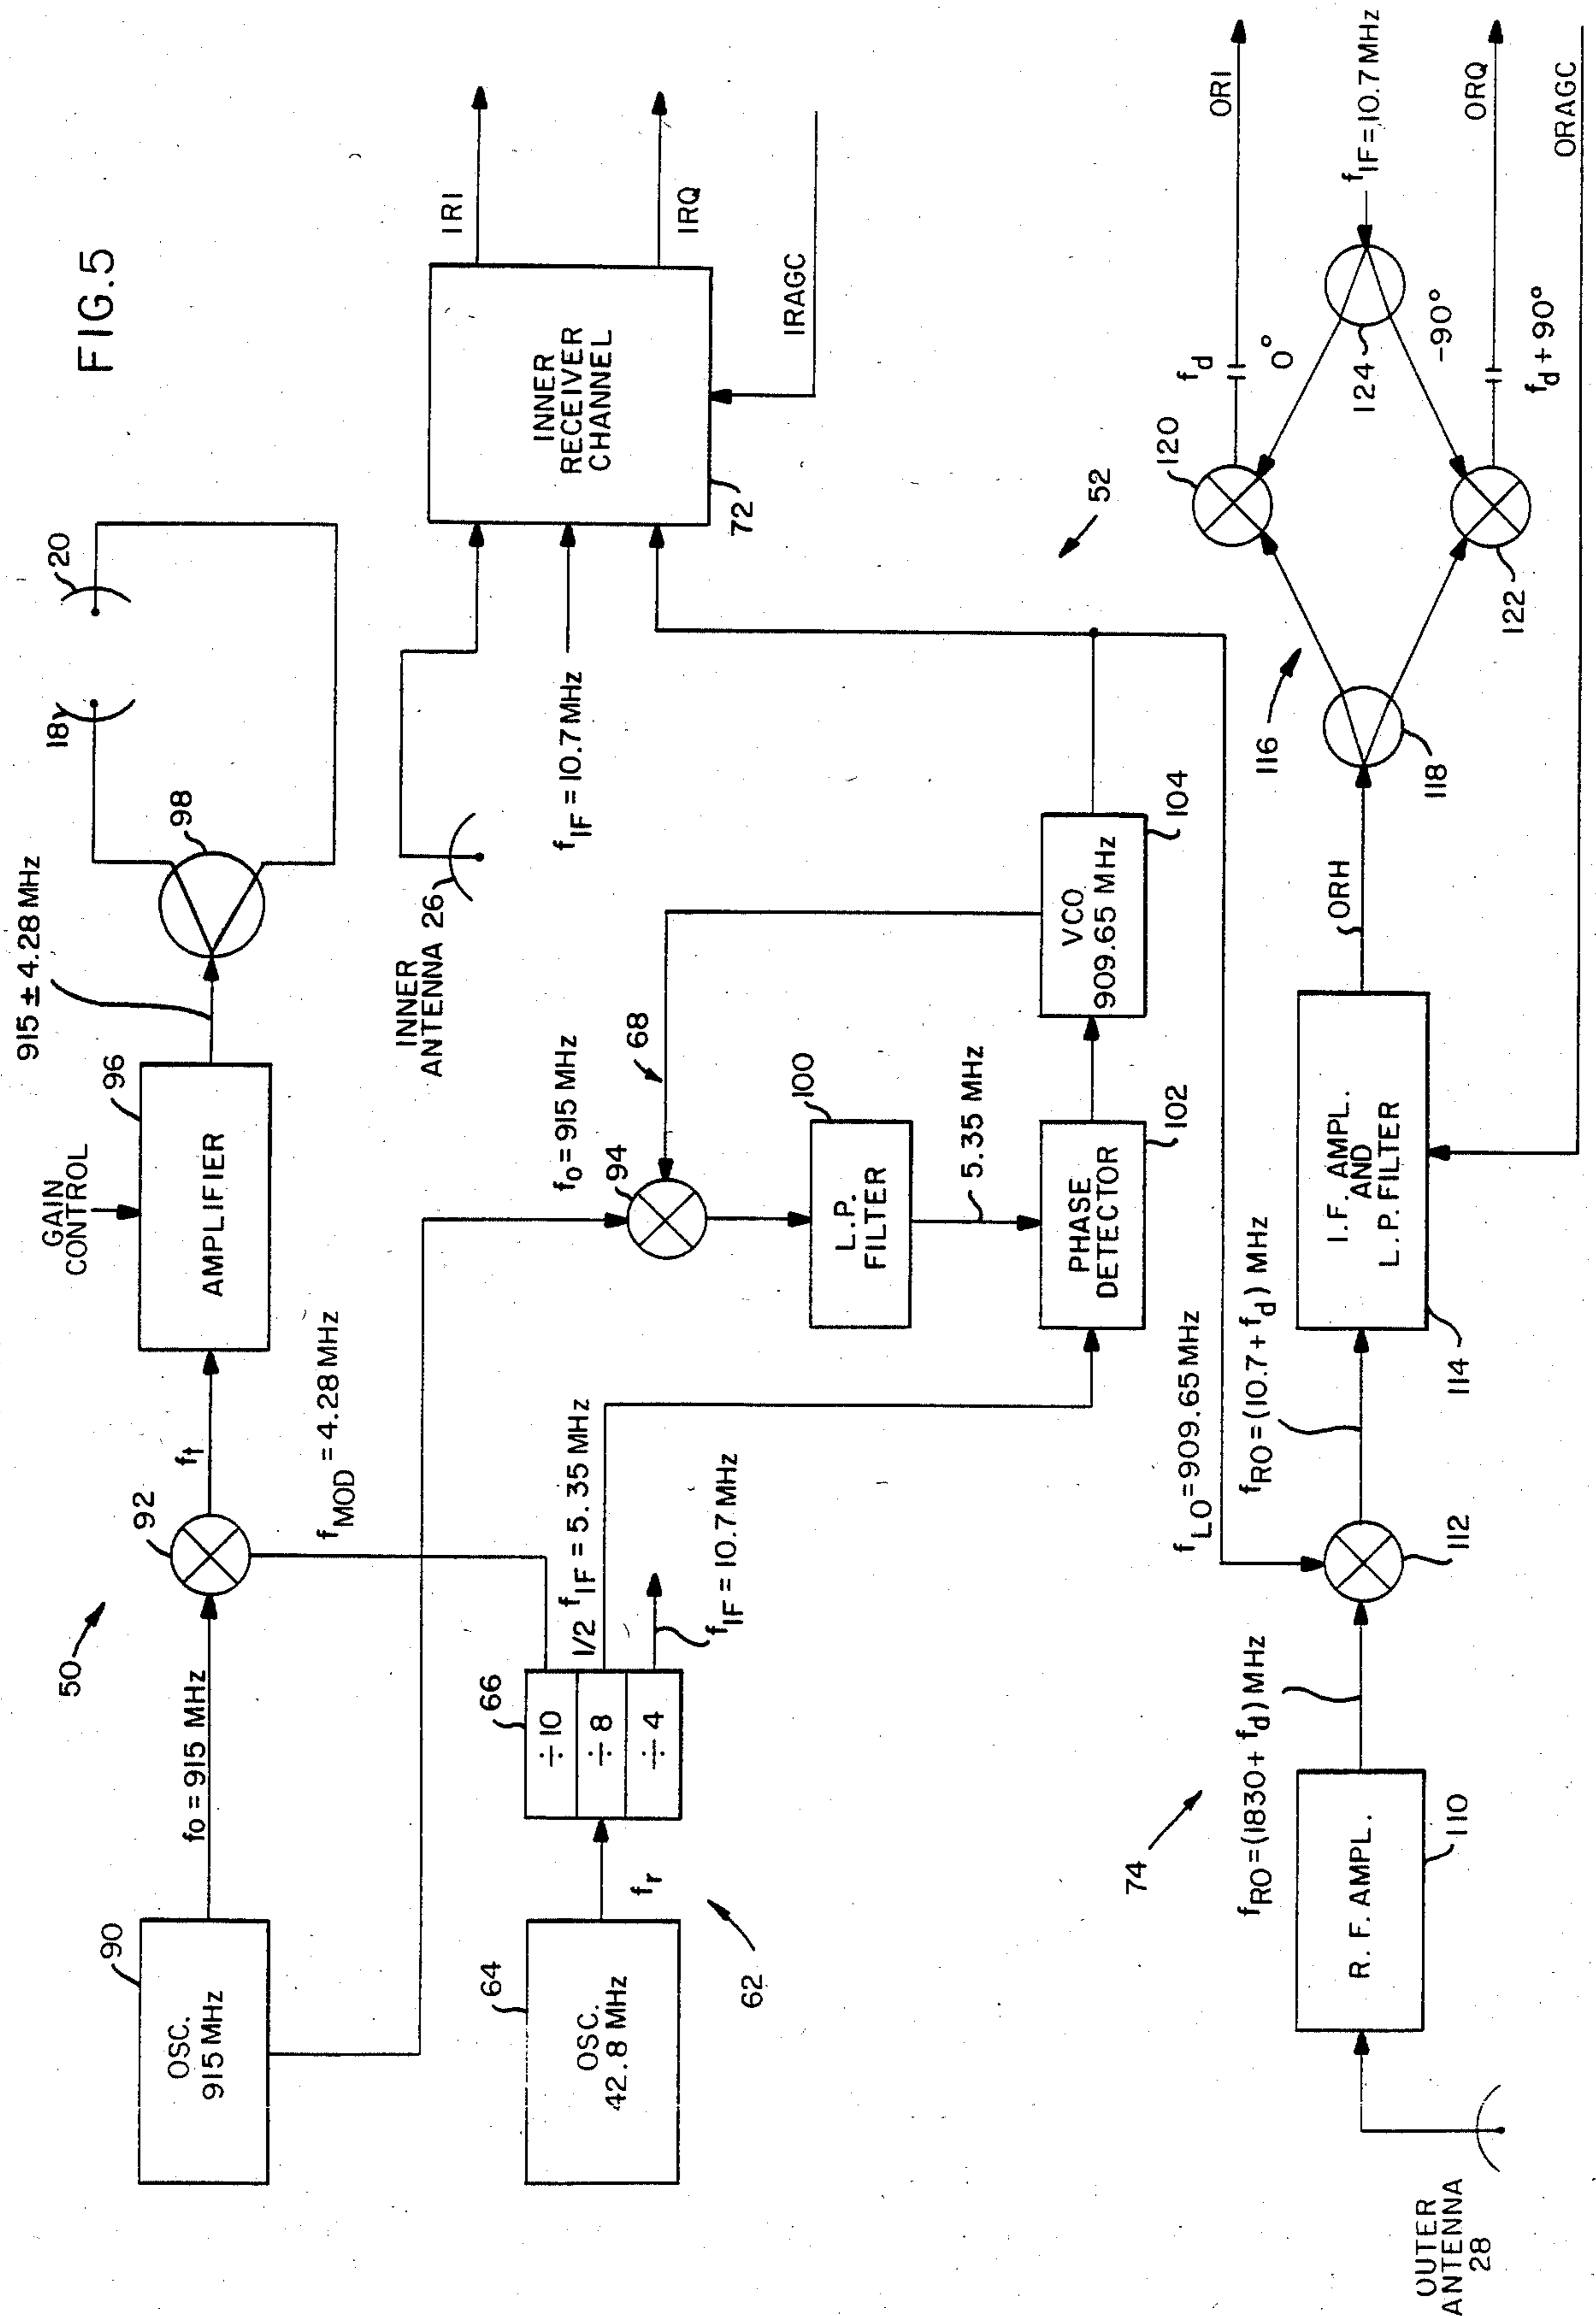 FIG.5
OSC.
915 MHz
90
fo = 915 MHz
50
92
ft
GAIN
CONTROL
AMPLIFIER
96
915 ± 4.28 MHz
98
18
20
fMOD = 4.28 MHz
OSC.
42.8 MHz
64
62
fr
66
÷ 10
÷ 8
÷ 4
1/2 fIF = 5.35 MHz
fIF = 10.7 MHz
fo = 915 MHz
94
68
L.P.
FILTER
100
5.35 MHz
PHASE
DETECTOR
102
VCO
909.65 MHz
104
INNER
ANTENNA 26
fIF = 10.7 MHz
INNER
RECEIVER
CHANNEL
72
IRI
IRQ
IRAGC
52
fLO = 909.65 MHz
OUTER
ANTENNA
28
R. F. AMPL.
110
74
fRO = (1830 + fd) MHz
112
fRO = (10.7 + fd) MHz
I.F. AMPL.
AND
L.P. FILTER
114
ORH
116
118
120
122
124
fd
0°
-90°
fd + 90°
fIF = 10.7 MHz
ORI
ORQ
ORAGC